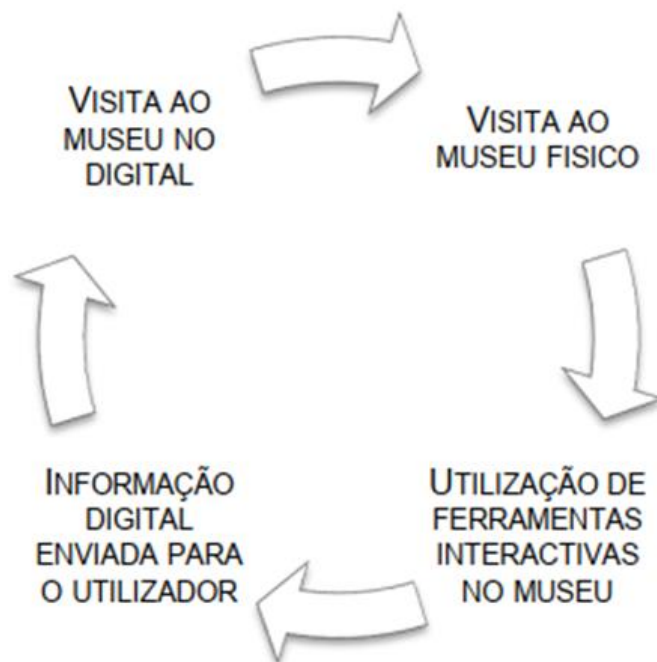 VISITA AO
MUSEU NO
DIGITAL
VISITA AO
MUSEU FISICO
UTILIZAÇÃO DE
FERRAMENTAS
INTERACTIVAS
NO MUSEU
INFORMAÇÃO
DIGITAL
ENVIADA PARA
O UTILIZADOR